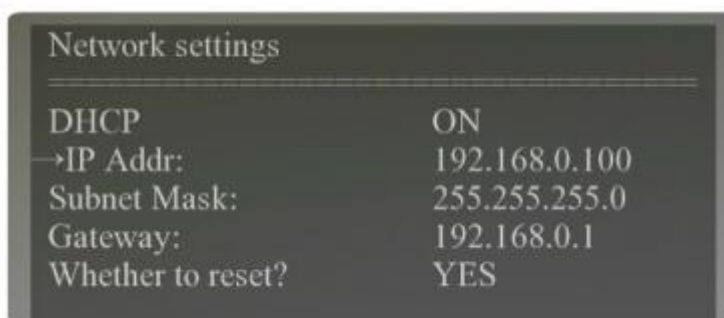 Network settings
==============================================
DHCP ON
→IP Addr: 192.168.0.100
Subnet Mask: 255.255.255.0
Gateway: 192.168.0.1
Whether to reset? YES